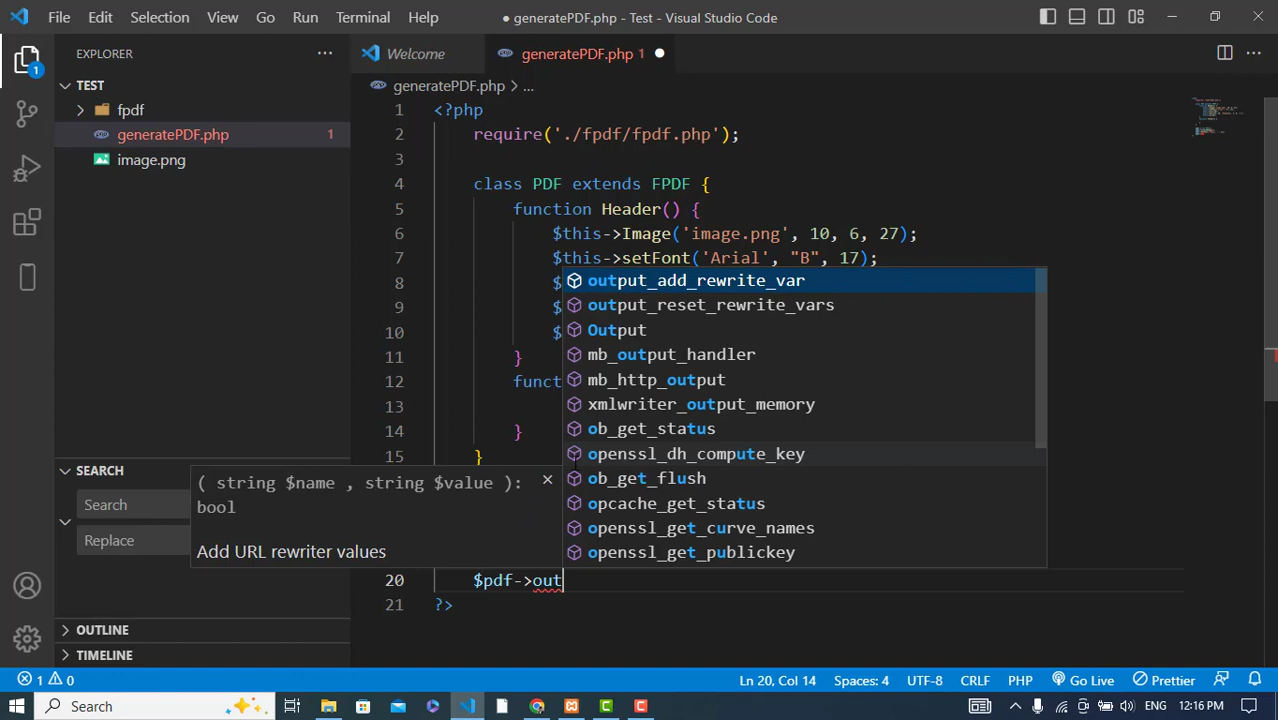 File Edit Selection View Go Run Terminal Help ● generatePDF.php - Test - Visual Studio Code
EXPLORER ···
Welcome generatePDF.php 1 ●
TEST
generatePDF.php > ...
fpdf
generatePDF.php 1
image.png
1
1 <?php
2 require('./fpdf/fpdf.php');
3
4 class PDF extends FPDF {
5 function Header() {
6 $this->Image('image.png', 10, 6, 27);
7 $this->setFont('Arial', "B", 17);
8 $
9 $
10 $
11 }
12 funct
13
14 }
15 }
output_add_rewrite_var
output_reset_rewrite_vars
Output
mb_output_handler
mb_http_output
xmlwriter_output_memory
ob_get_status
openssl_dh_compute_key
ob_get_flush
opcache_get_status
openssl_get_curve_names
openssl_get_publickey
SEARCH
Search
Replace
( string $name , string $value ):
bool
Add URL rewriter values
20 $pdf->out
21 ?>
OUTLINE
TIMELINE
1 0 Ln 20, Col 14 Spaces: 4 UTF-8 CRLF PHP Go Live Prettier
Search ENG 12:16 PM